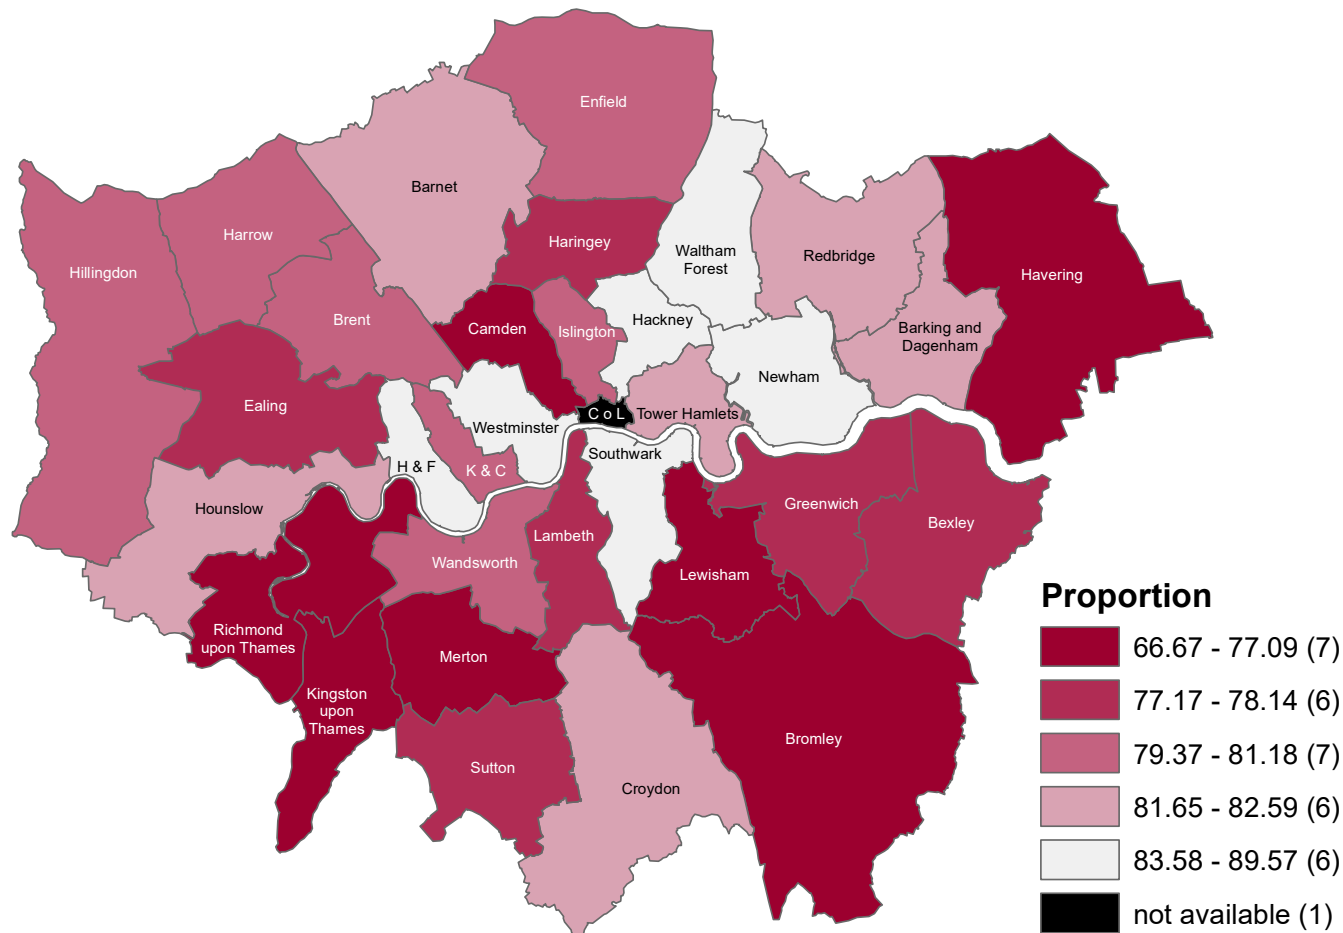 Enfield
Barnet
Harrow
Haringey
Waltham
Forest
Redbridge
Hillingdon
Havering
Brent
Camden
Islington
Hackney
Barking and
Dagenham
Newham
Ealing
Westminster
C o L
Tower Hamlets
H & F
K & C
Southwark
Hounslow
Greenwich
Bexley
Lambeth
Wandsworth
Lewisham
Richmond
upon Thames
Merton
Kingston
upon
Thames
Bromley
Sutton
Croydon
Proportion
66.67 - 77.09 (7)
77.17 - 78.14 (6)
79.37 - 81.18 (7)
81.65 - 82.59 (6)
83.58 - 89.57 (6)
not available (1)